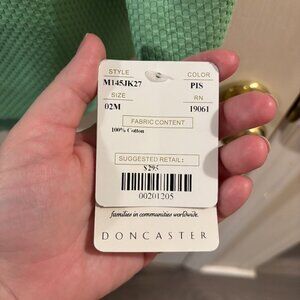 STYLE COLOR
M145JK27 PIS
SIZE RN
02M 19061
FABRIC CONTENT
100% Cotton
SUGGESTED RETAIL:
$295
00201205
families in communities worldwide.
DONCASTER